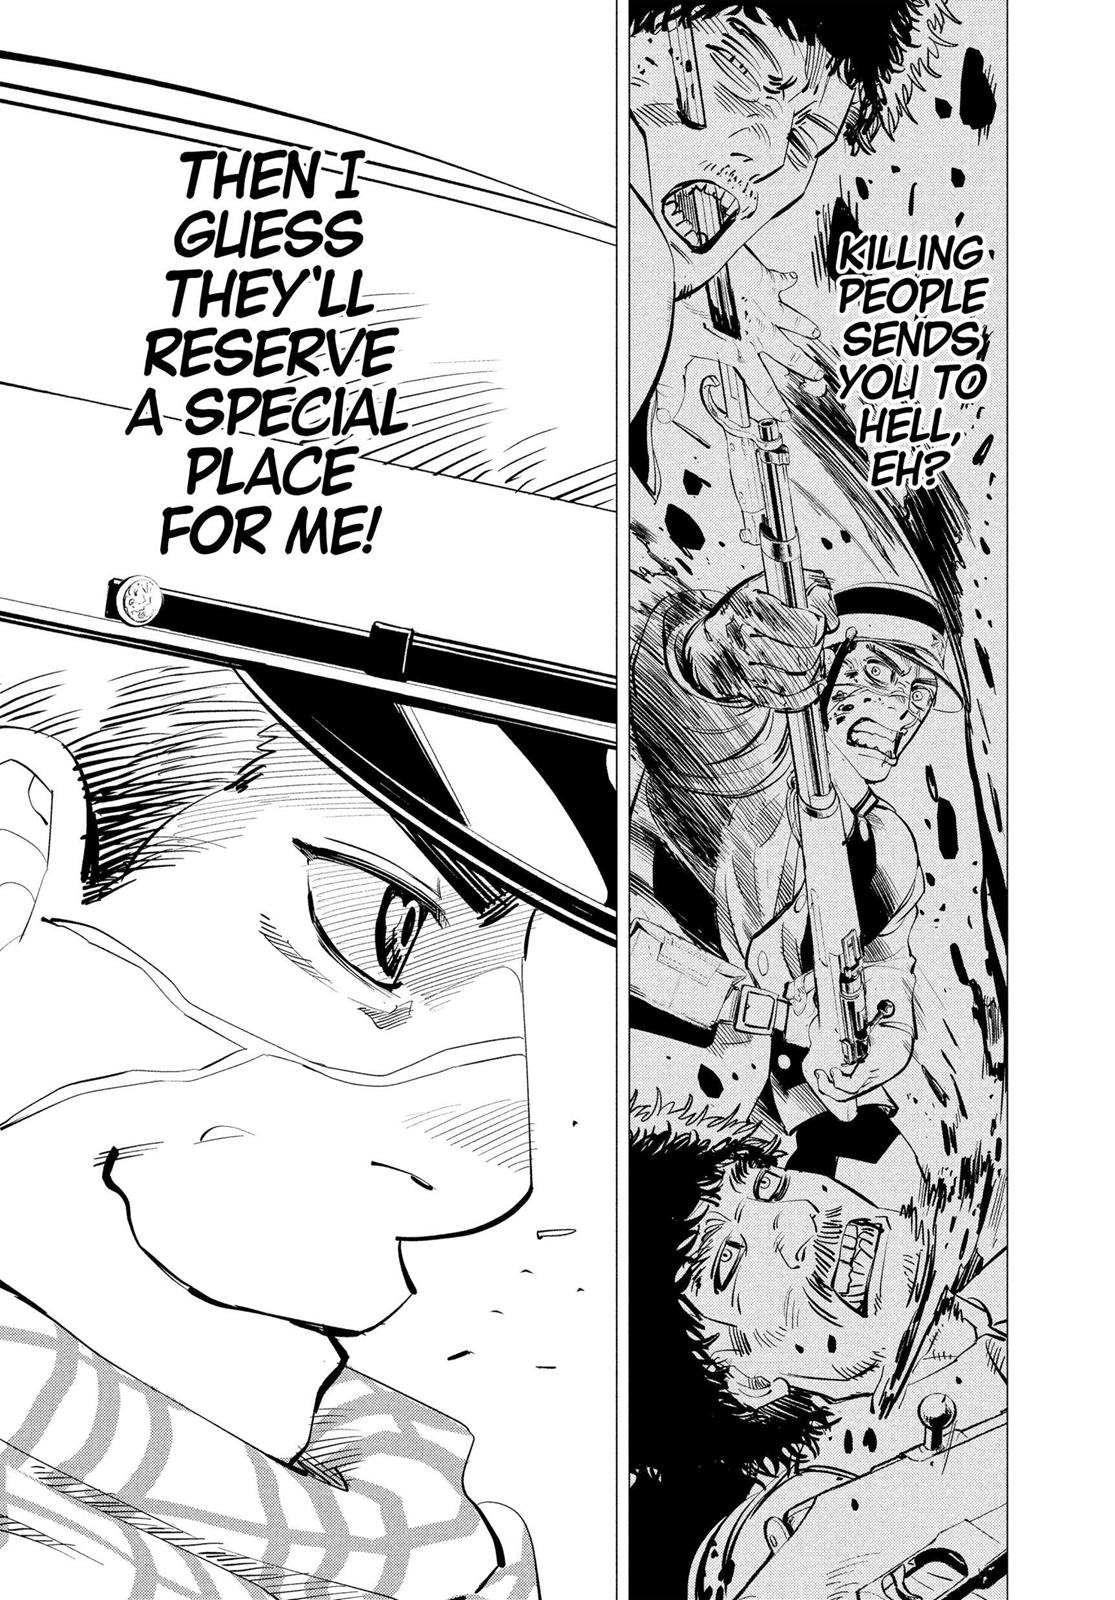 KILLING
PEOPLE
SENDS
YOU TO
HELL,
EH?
THEN I
GUESS
THEY'LL
RESERVE
A SPECIAL
PLACE
FOR ME!